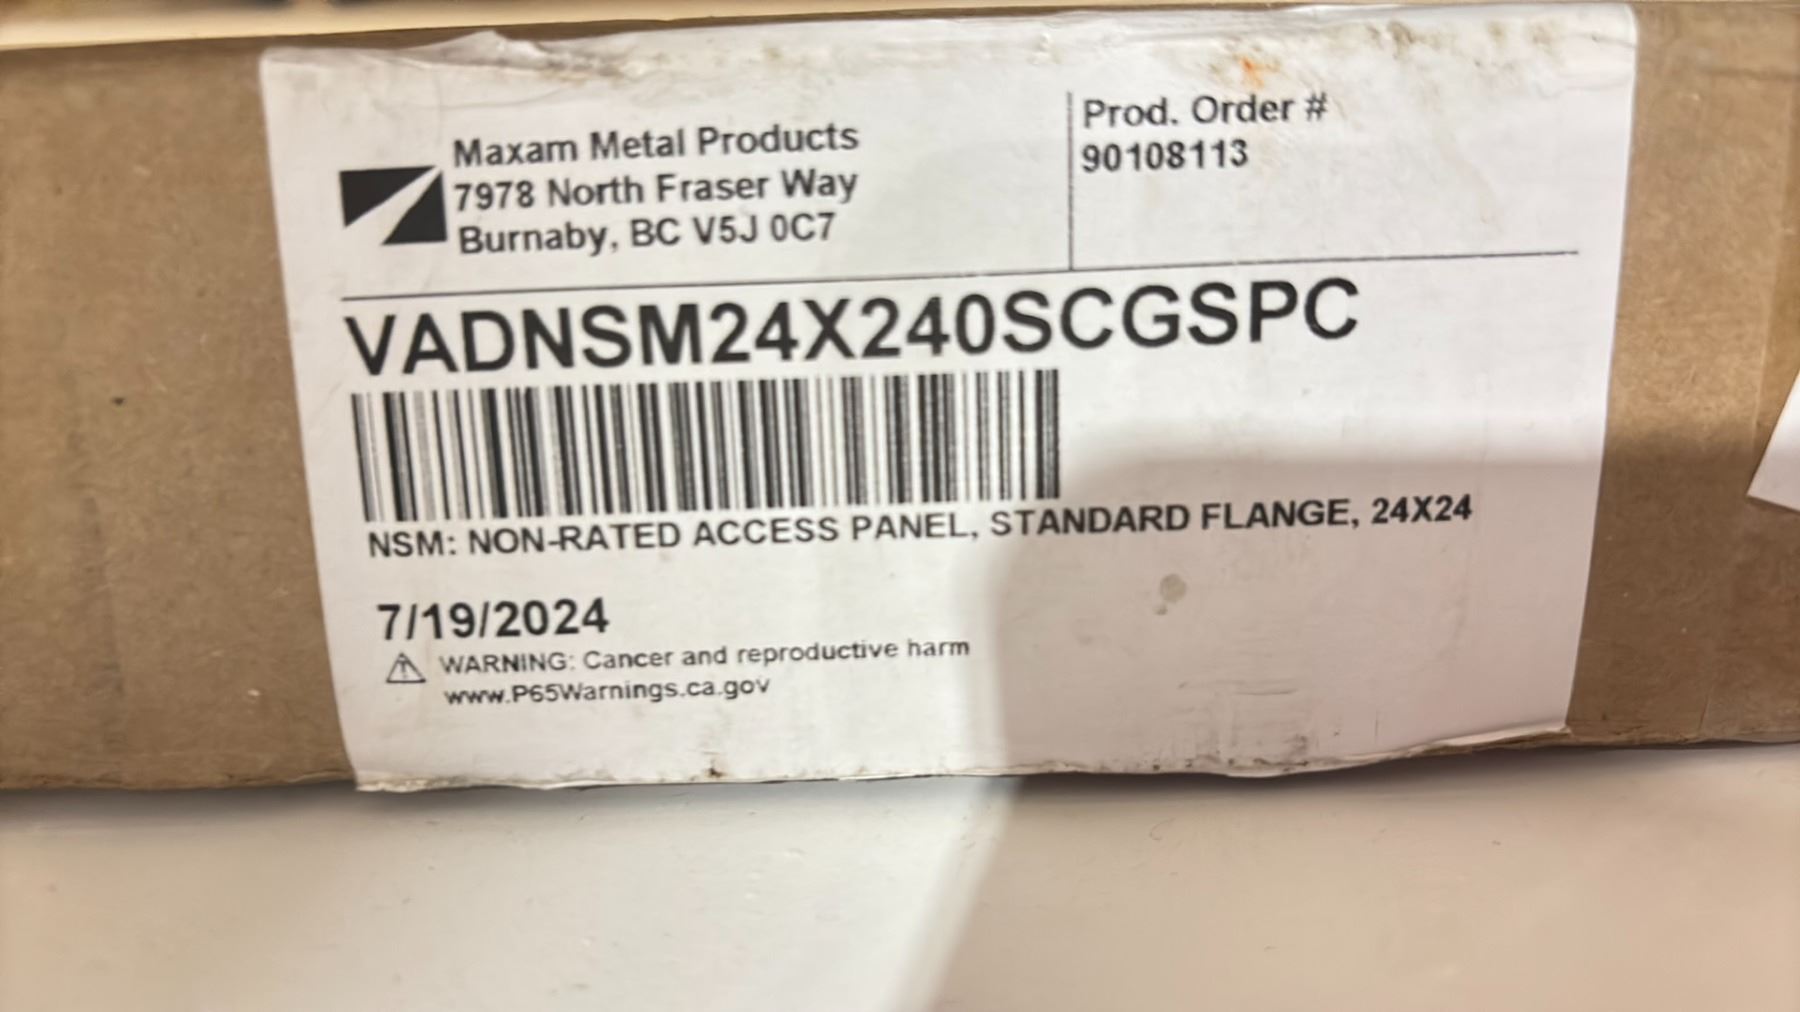 Maxam Metal Products
7978 North Fraser Way
Burnaby, BC V5J 0C7
Prod. Order #
90108113
VADNSM24X240SCGSPC
NSM: NON-RATED ACCESS PANEL, STANDARD FLANGE, 24X24
7/19/2024
WARNING: Cancer and reproductive harm
www.P65Warnings.ca.gov